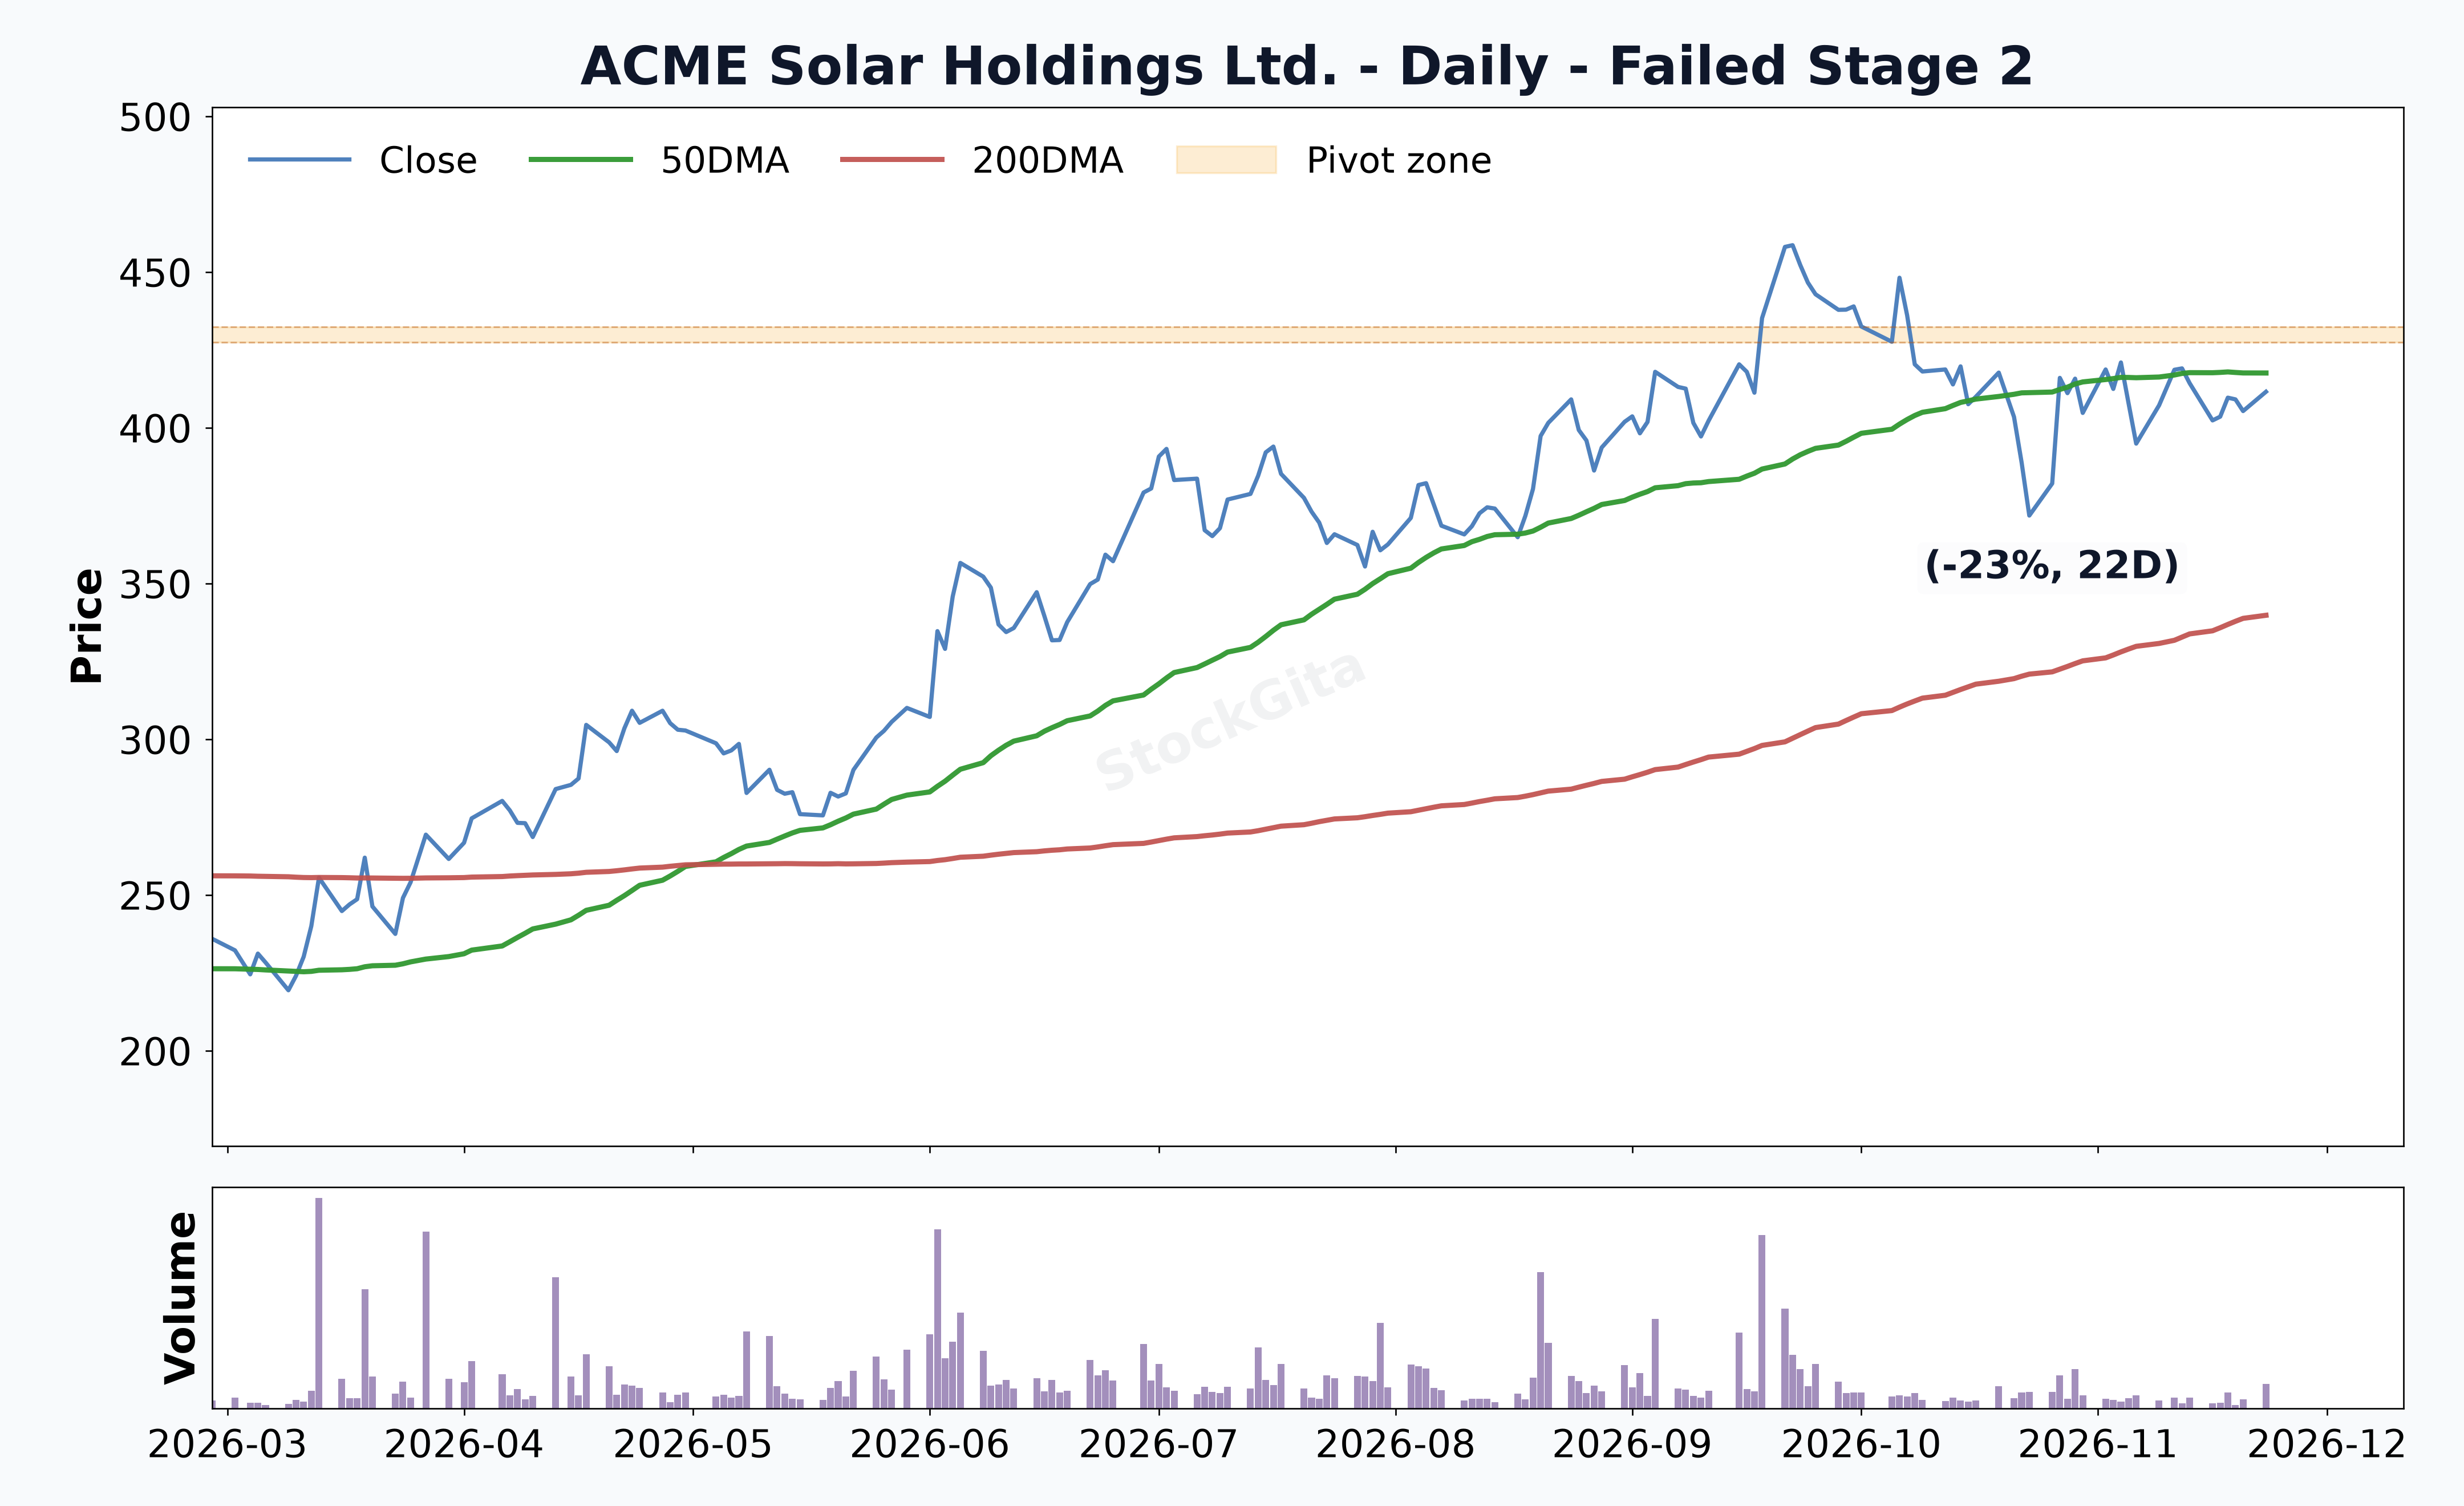 ACME Solar Holdings Ltd. - Daily - Failed Stage 2
Close 50DMA 200DMA Pivot zone
500
450
400
350
300
250
200
Price
(-23%, 22D)
StockGita
Volume
2026-03 2026-04 2026-05 2026-06 2026-07 2026-08 2026-09 2026-10 2026-11 2026-12